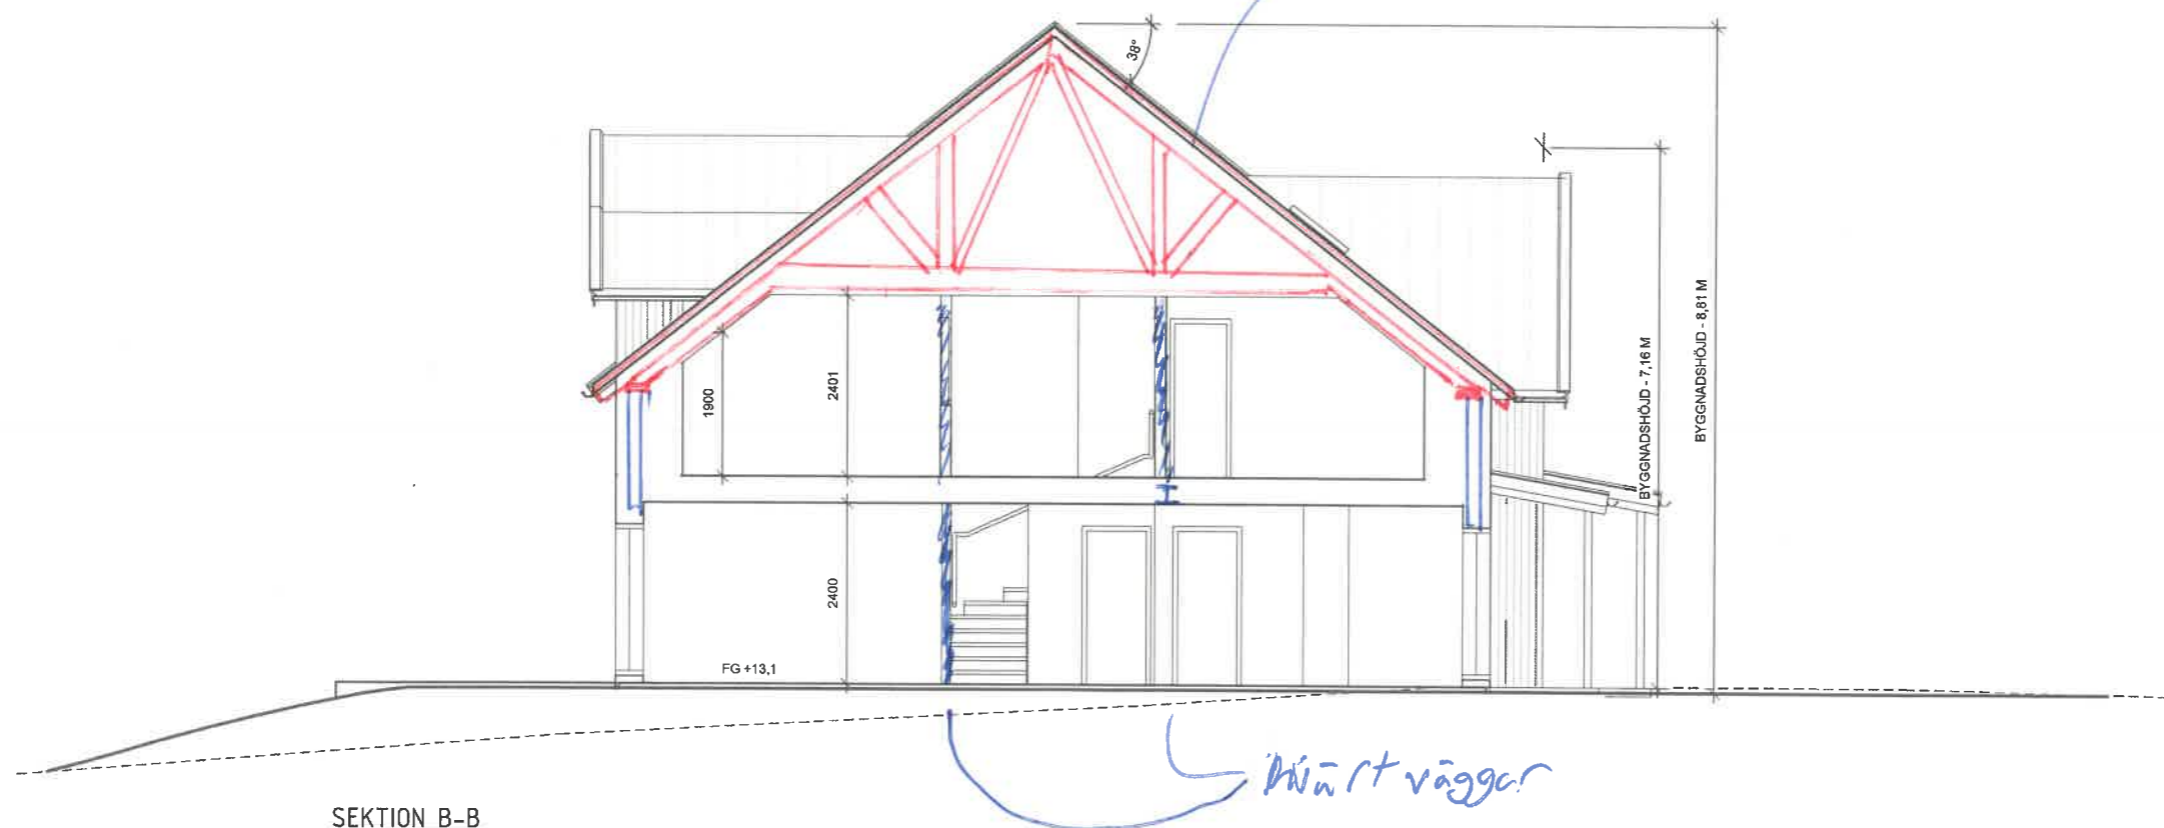 38°
BYGGNADSHÖJD - 8,81 M
BYGGNADSHÖJD - 7,16 M
1900
2401
2400
FG +13,1
väggar
SEKTION B-B